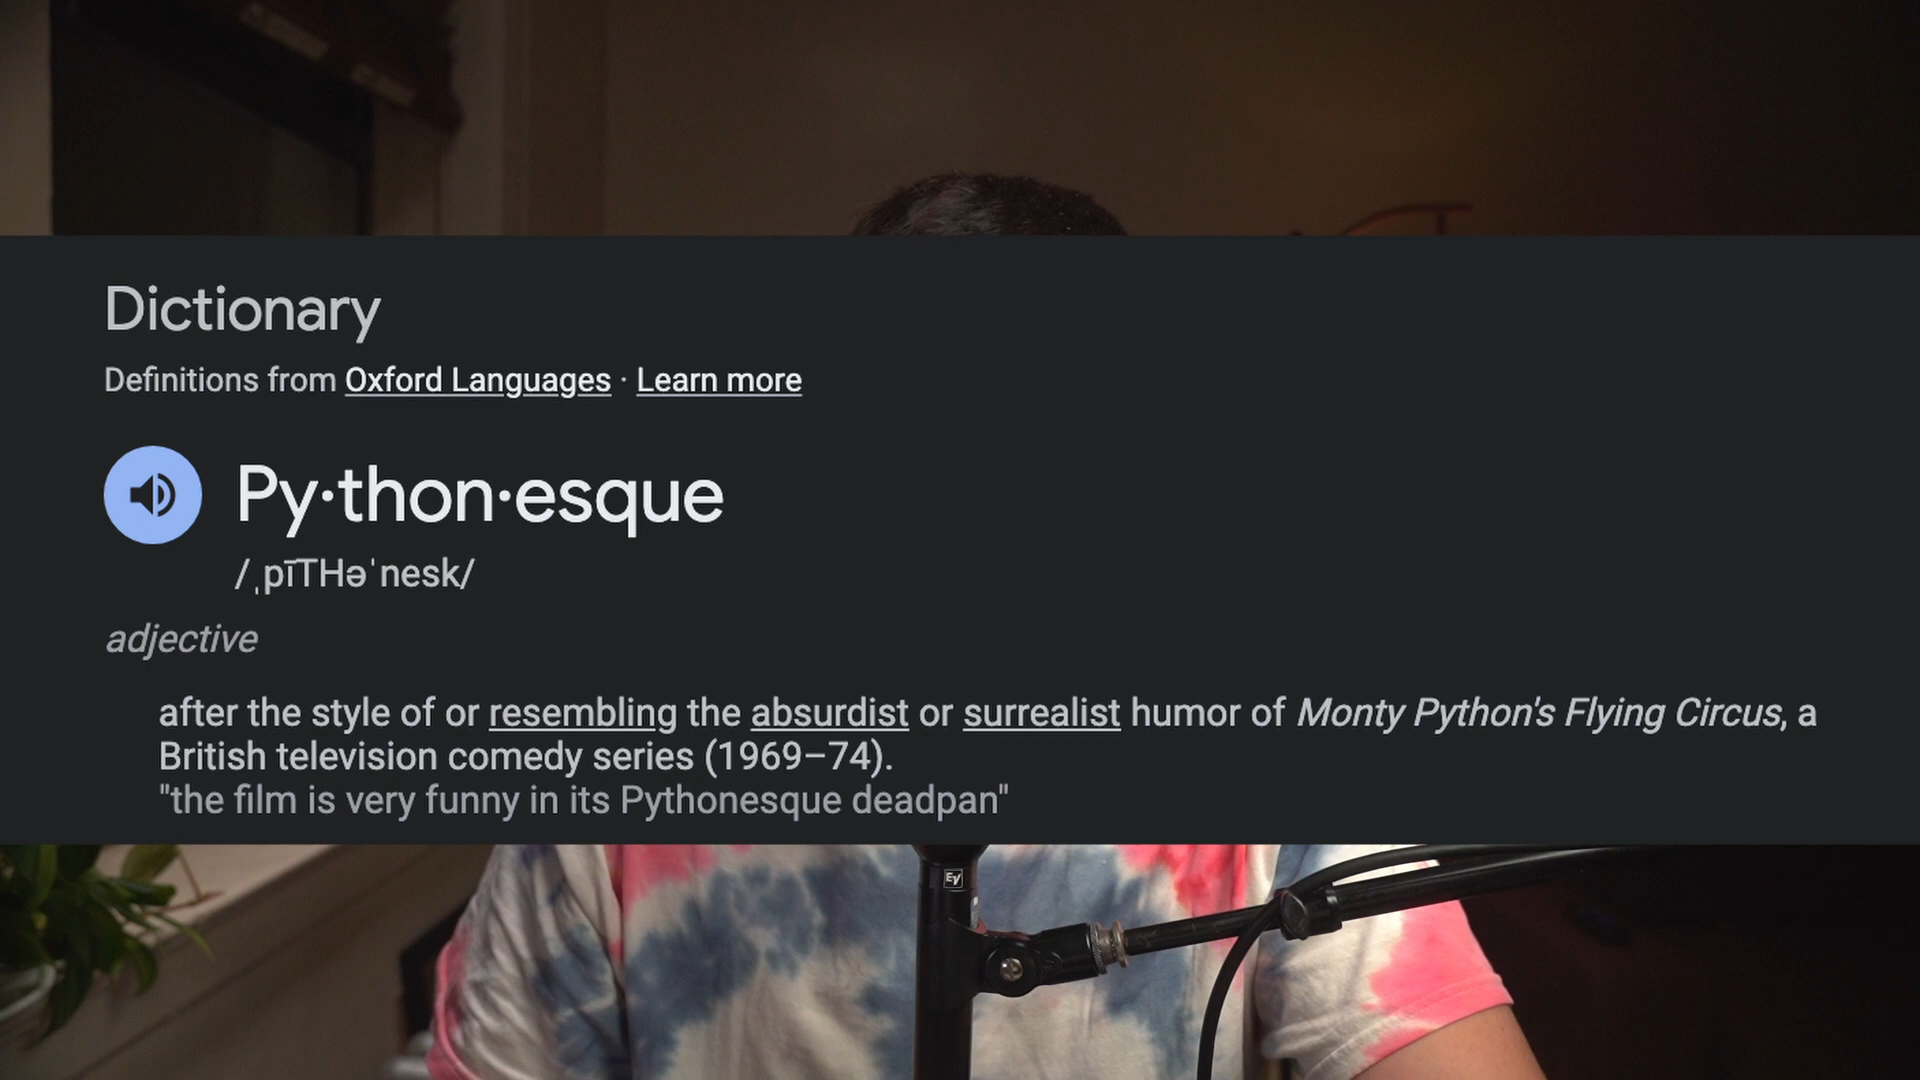 Dictionary
Definitions from Oxford Languages · Learn more
Py·thon·esque
/ˌpīTHəˈnesk/
adjective
after the style of or resembling the absurdist or surrealist humor of Monty Python's Flying Circus, a
British television comedy series (1969–74).
"the film is very funny in its Pythonesque deadpan"
EV